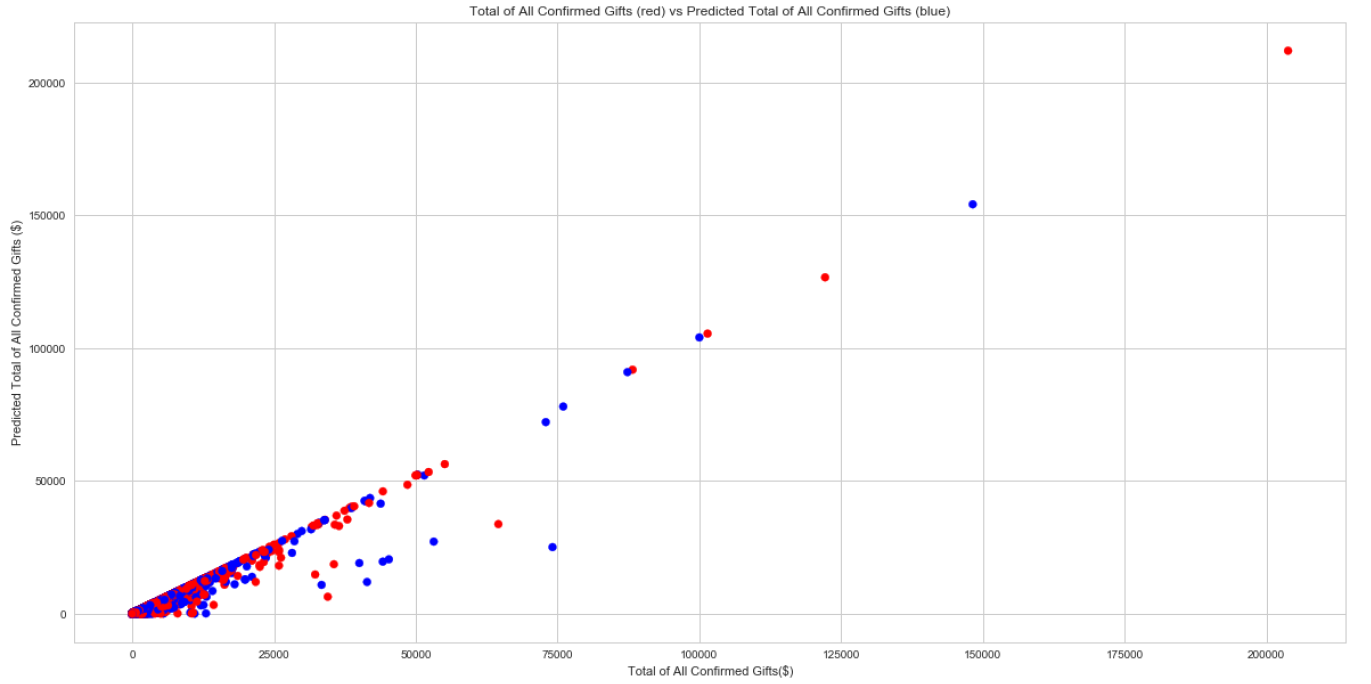 Total of All Confirmed Gifts (red) vs Predicted Total of All Confirmed Gifts (blue)
200000
150000
100000
50000
0
Predicted Total of All Confirmed Gifts ($)
0 25000 50000 75000 100000 125000 150000 175000 200000
Total of All Confirmed Gifts($)